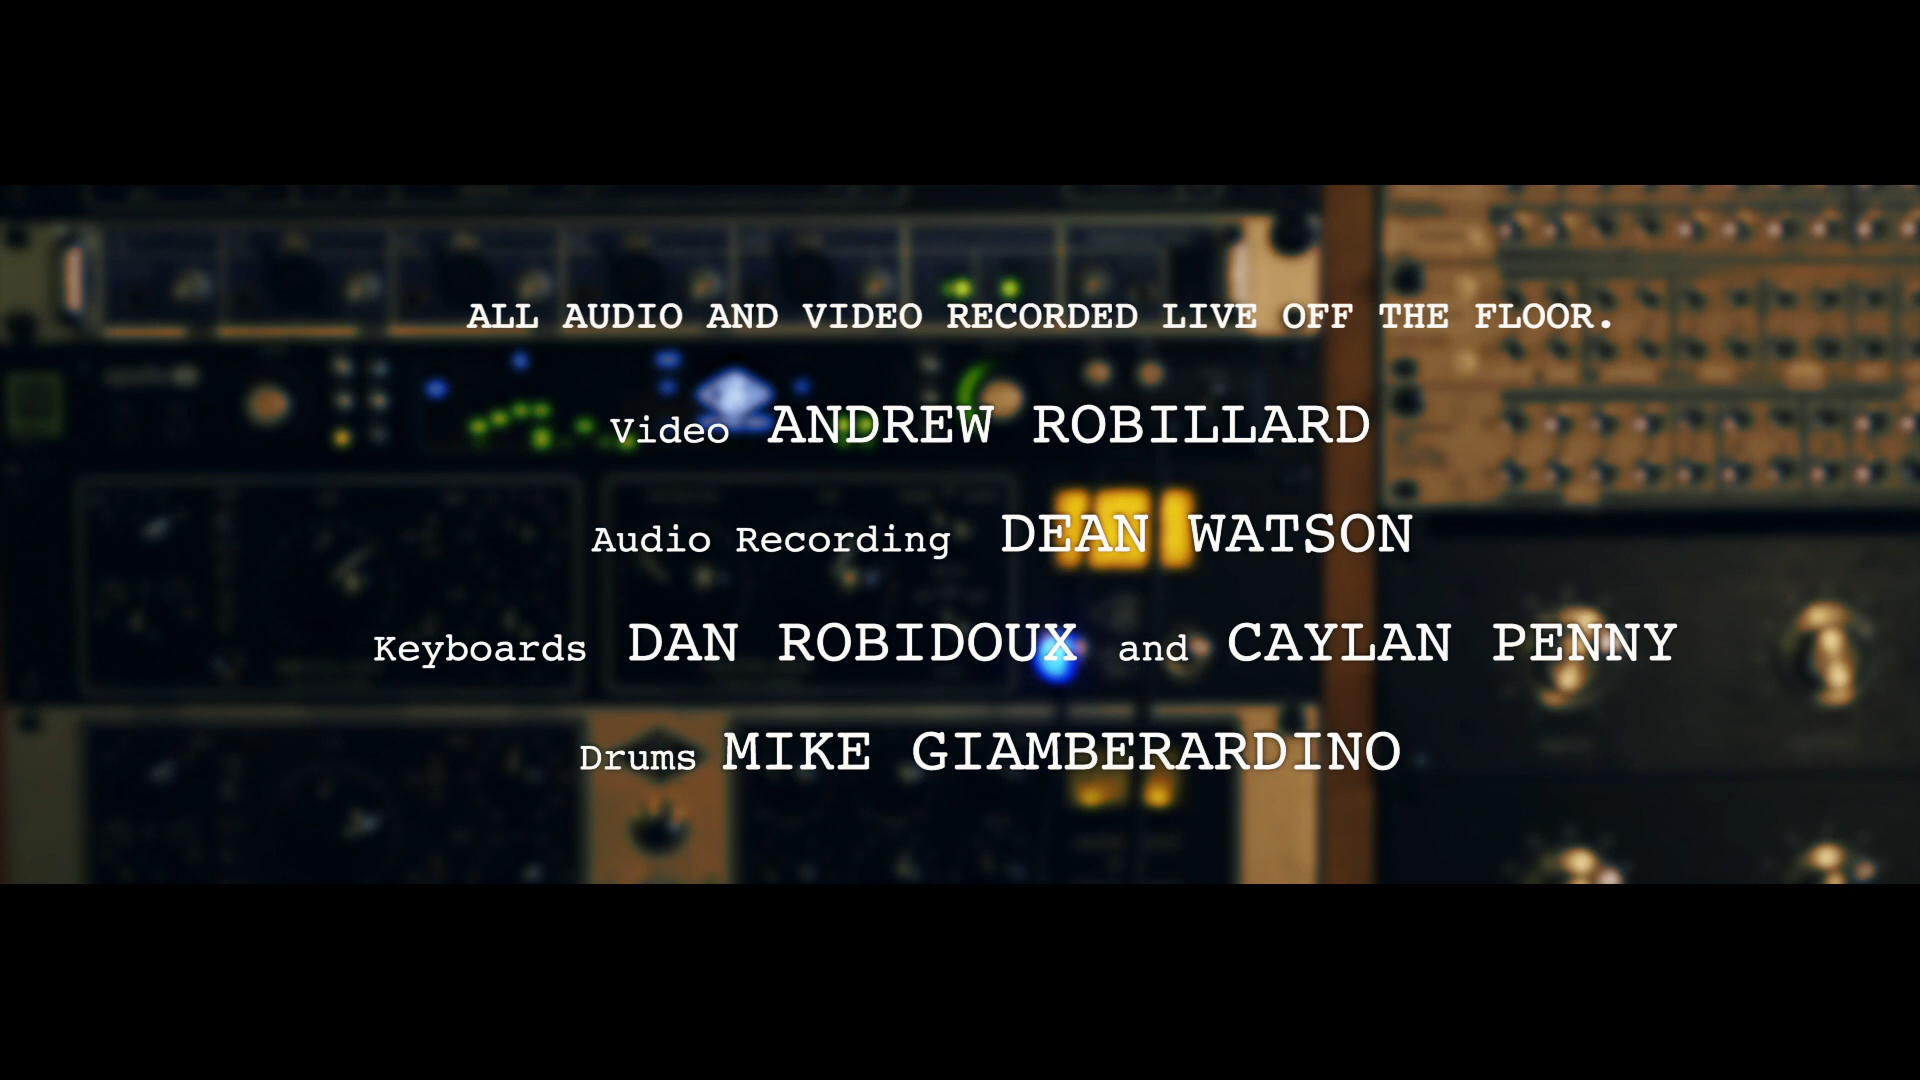 ALL AUDIO AND VIDEO RECORDED LIVE OFF THE FLOOR.
Video ANDREW ROBILLARD
Audio Recording DEAN WATSON
Keyboards DAN ROBIDOUX and CAYLAN PENNY
Drums MIKE GIAMBERARDINO